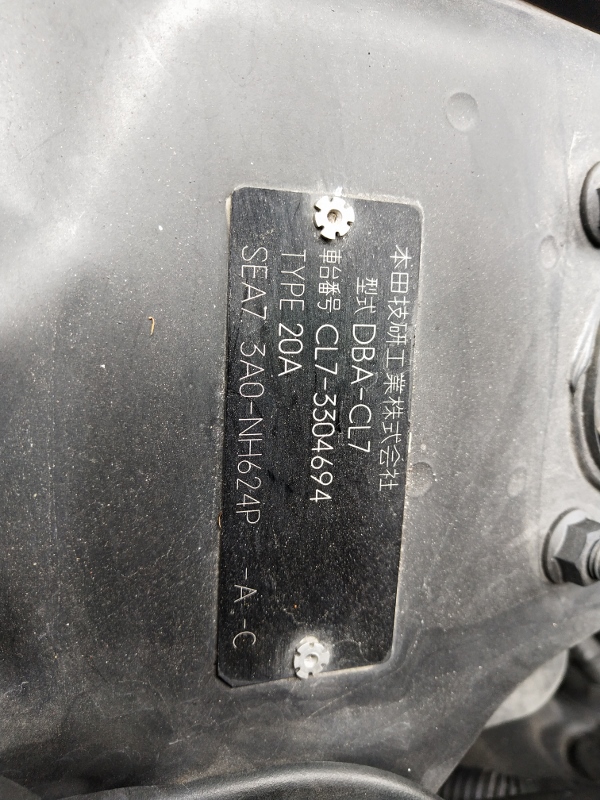 本田技研工業株式会社
型式 DBA-CL7
車台番号 CL7-3304694
TYPE 20A
SEA7 3A0-NH624P -A -C